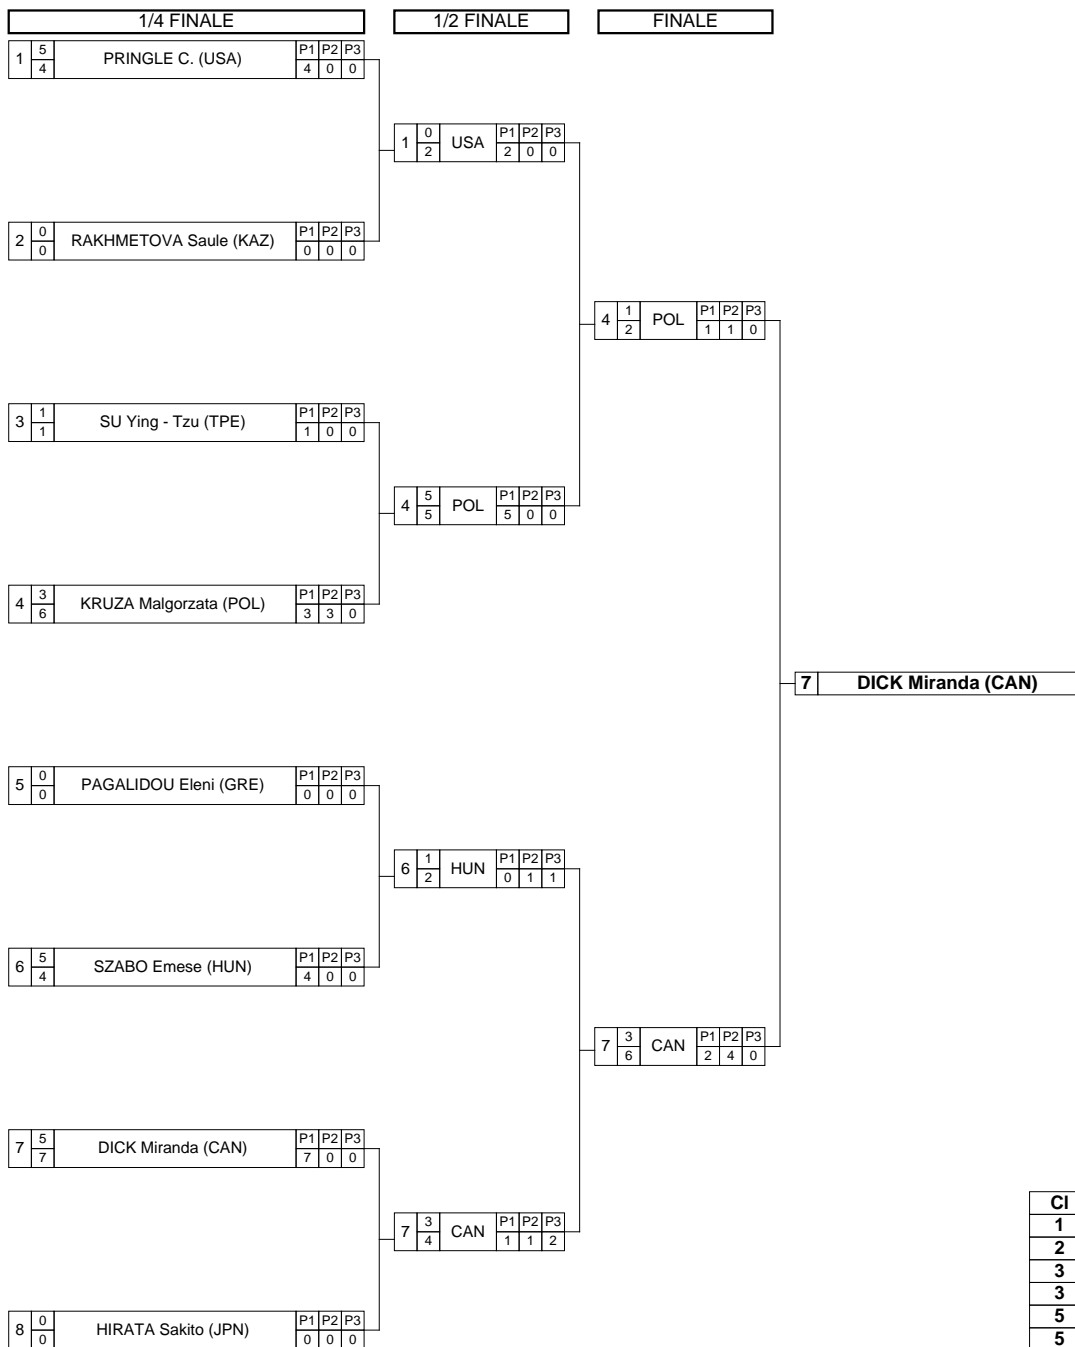 1/4 FINALE 1/2 FINALE FINALE
1 5 4 PRINGLE C. (USA) P1 P2 P3 4 0 0
1 0 2 USA P1 P2 P3 2 0 0
2 0 0 RAKHMETOVA Saule (KAZ) P1 P2 P3 0 0 0
4 1 2 POL P1 P2 P3 1 1 0
3 1 1 SU Ying - Tzu (TPE) P1 P2 P3 1 0 0
4 5 5 POL P1 P2 P3 5 0 0
4 3 6 KRUZA Malgorzata (POL) P1 P2 P3 3 3 0
7 DICK Miranda (CAN)
5 0 0 PAGALIDOU Eleni (GRE) P1 P2 P3 0 0 0
6 1 2 HUN P1 P2 P3 0 1 1
6 5 4 SZABO Emese (HUN) P1 P2 P3 4 0 0
7 3 6 CAN P1 P2 P3 2 4 0
7 5 7 DICK Miranda (CAN) P1 P2 P3 7 0 0
7 3 4 CAN P1 P2 P3 1 1 2
8 0 0 HIRATA Sakito (JPN) P1 P2 P3 0 0 0
Cl
1
2
3
3
5
5